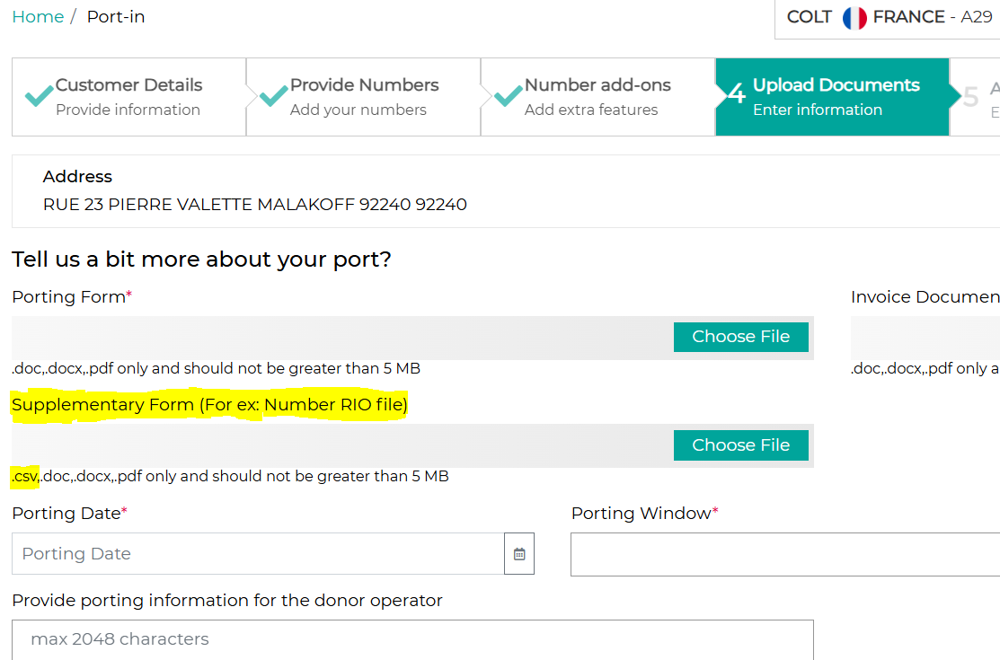 Home / Port-in
COLT FRANCE - A29
Customer Details
Provide information
Provide Numbers
Add your numbers
Number add-ons
Add extra features
4 Upload Documents
Enter information
5 A
E
Address
RUE 23 PIERRE VALETTE MALAKOFF 92240 92240
Tell us a bit more about your port?
Porting Form*
Invoice Documen
Choose File
.doc,.docx,.pdf only and should not be greater than 5 MB
.doc,.docx,.pdf only a
Supplementary Form (For ex: Number RIO file)
Choose File
.csv,.doc,.docx,.pdf only and should not be greater than 5 MB
Porting Date*
Porting Window*
Porting Date
Provide porting information for the donor operator
max 2048 characters